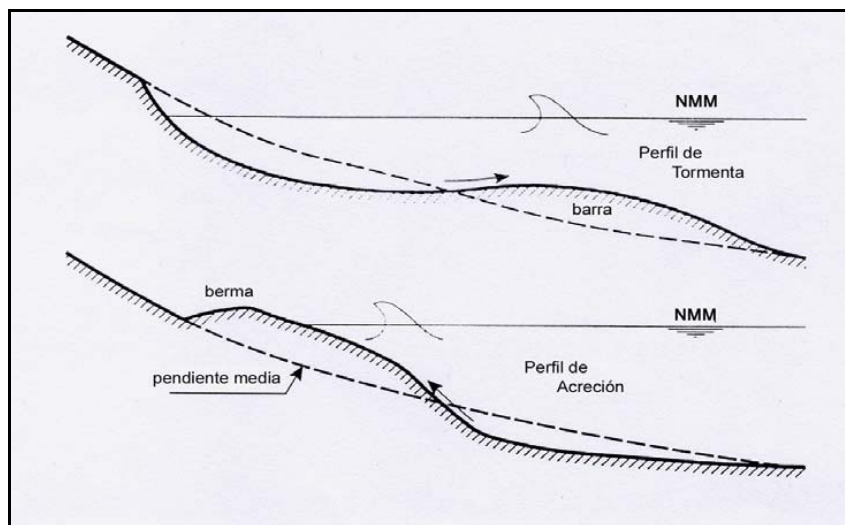 NMM
Perfil de
Tormenta
barra
berma
NMM
pendiente media
Perfil de
Acreción